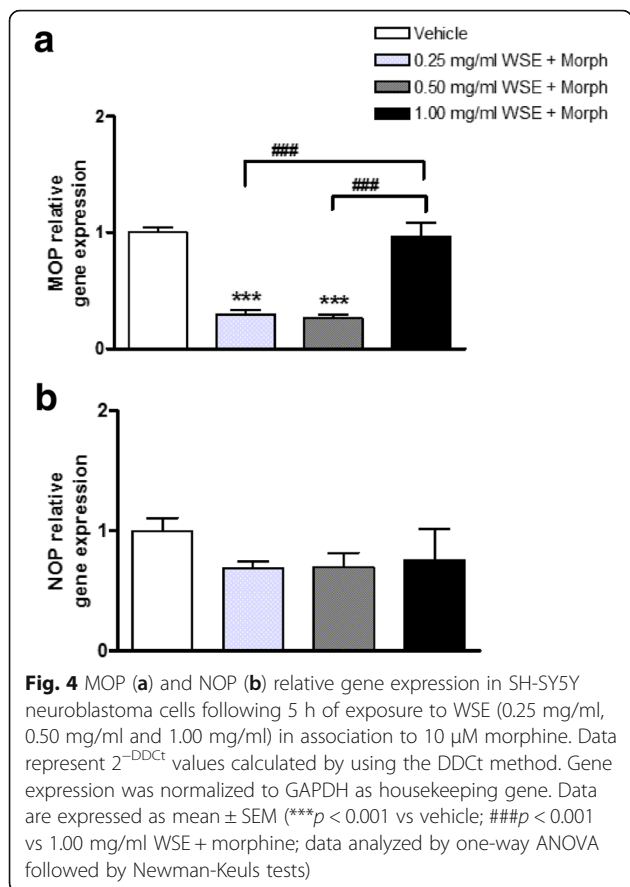 a
Vehicle
0.25 mg/ml WSE + Morph
0.50 mg/ml WSE + Morph
1.00 mg/ml WSE + Morph
MOP relative
gene expression
2
1
0
###
###
***
***
b
NOP relative
gene expression
2
1
0
Fig. 4 MOP (a) and NOP (b) relative gene expression in SH-SY5Y
neuroblastoma cells following 5 h of exposure to WSE (0.25 mg/ml,
0.50 mg/ml and 1.00 mg/ml) in association to 10 μM morphine. Data
represent 2−DDCt values calculated by using the DDCt method. Gene
expression was normalized to GAPDH as housekeeping gene. Data
are expressed as mean ± SEM (***p < 0.001 vs vehicle; ###p < 0.001
vs 1.00 mg/ml WSE + morphine; data analyzed by one-way ANOVA
followed by Newman-Keuls tests)